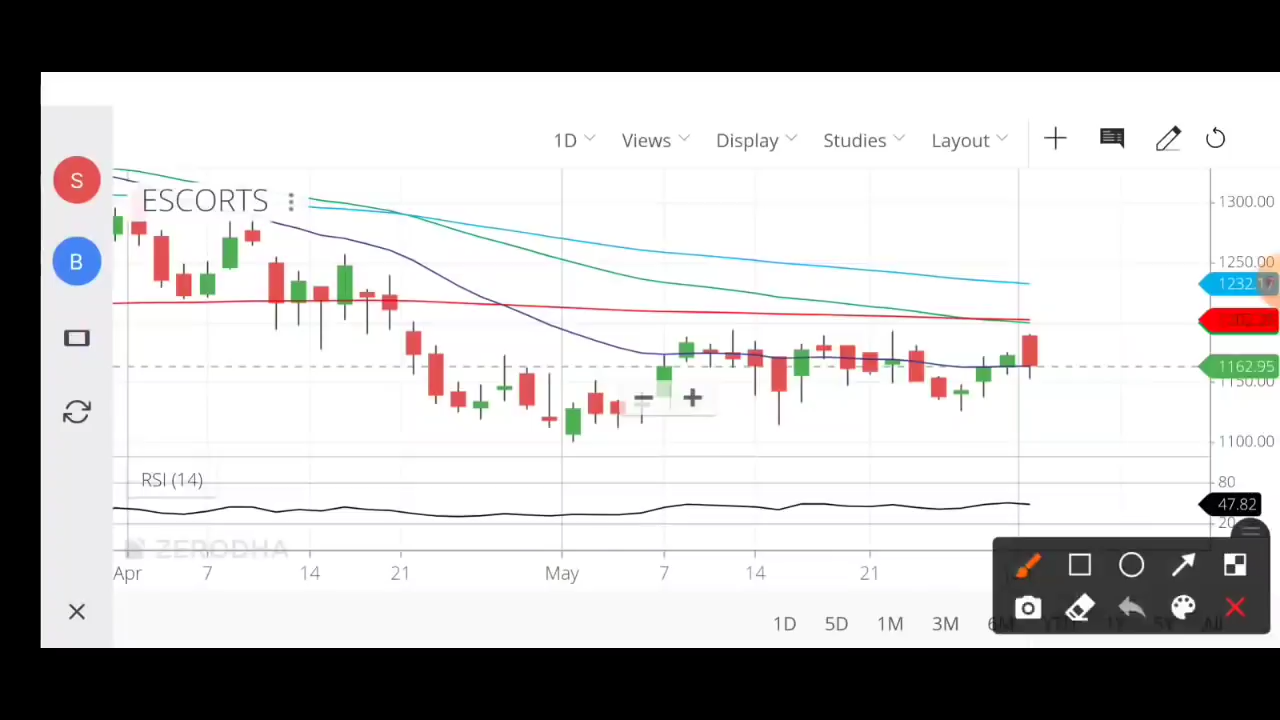 1D Views Display Studies Layout
S
ESCORTS
1300.00
B
1250.00
1232.17
1162.95
1150.00
1100.00
RSI (14)
80
47.82
20
ZERODHA
Apr 7 14 21 May 7 14 21
1D 5D 1M 3M